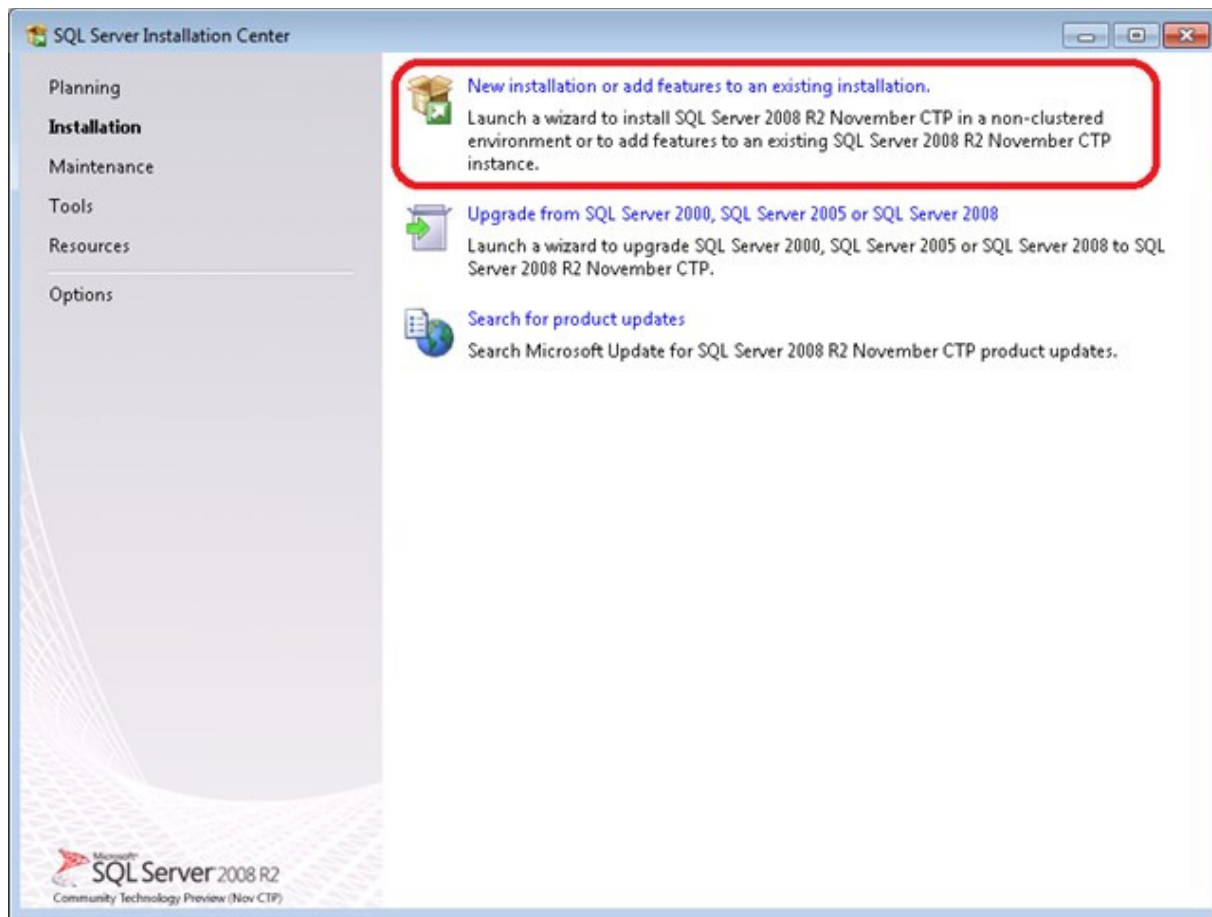 SQL Server Installation Center
Planning
Installation
Maintenance
Tools
Resources
Options
New installation or add features to an existing installation.
Launch a wizard to install SQL Server 2008 R2 November CTP in a non-clustered
environment or to add features to an existing SQL Server 2008 R2 November CTP
instance.
Upgrade from SQL Server 2000, SQL Server 2005 or SQL Server 2008
Launch a wizard to upgrade SQL Server 2000, SQL Server 2005 or SQL Server 2008 to SQL
Server 2008 R2 November CTP.
Search for product updates
Search Microsoft Update for SQL Server 2008 R2 November CTP product updates.
Microsoft
SQL Server 2008 R2
Community Technology Preview (Nov CTP)